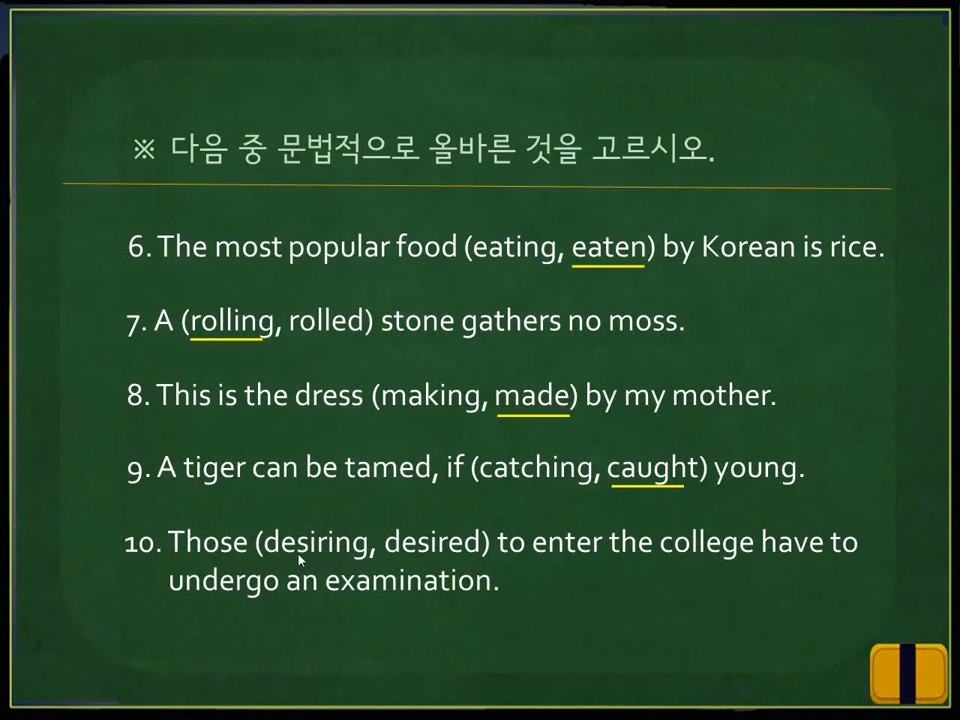 ※ 다음 중 문법적으로 올바른 것을 고르시오.
6. The most popular food (eating, eaten) by Korean is rice.
7. A (rolling, rolled) stone gathers no moss.
8. This is the dress (making, made) by my mother.
9. A tiger can be tamed, if (catching, caught) young.
10. Those (desiring, desired) to enter the college have to
undergo an examination.